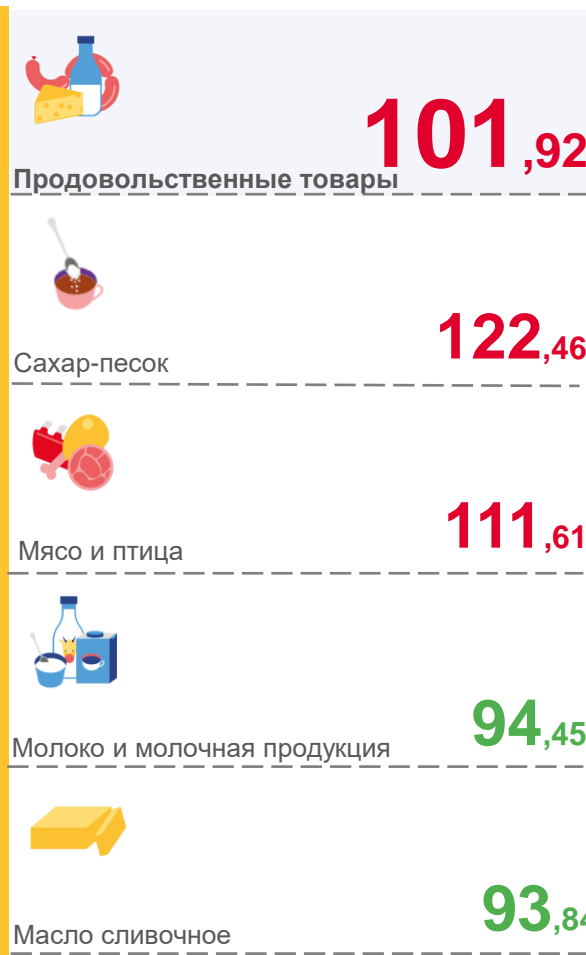 101,92
Продовольственные товары
122,46
Сахар-песок
111,61
Мясо и птица
94,45
Молоко и молочная продукция
93,84
Масло сливочное